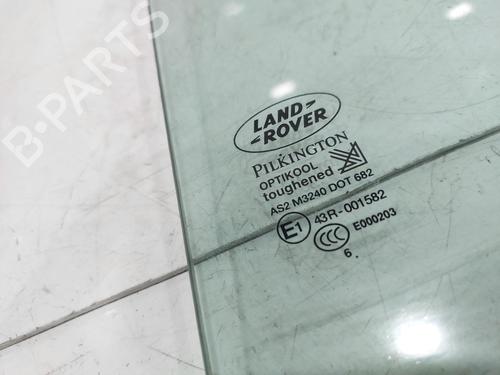 B-PARTS
LAND
ROVER
PILKINGTON
OPTIKOOL
toughened
AS2 M3240 DOT 682
E1 43R-001582
CCC E000203
6